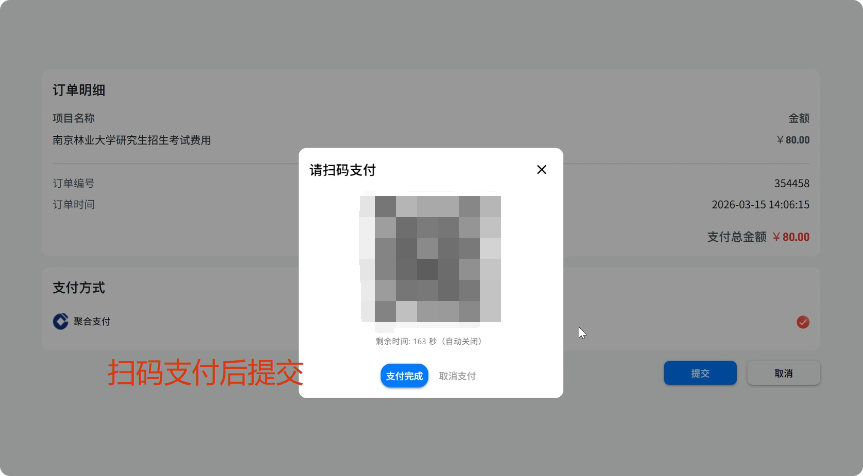 订单明细
项目名称 金额
南京林业大学研究生招生考试费用 ￥80.00
订单编号 354458
订单时间 2026-03-15 14:06:15
支付总金额 ￥80.00
支付方式
聚合支付
请扫码支付
剩余时间: 163 秒（自动关闭）
支付完成 取消支付
扫码支付后提交
提交 取消